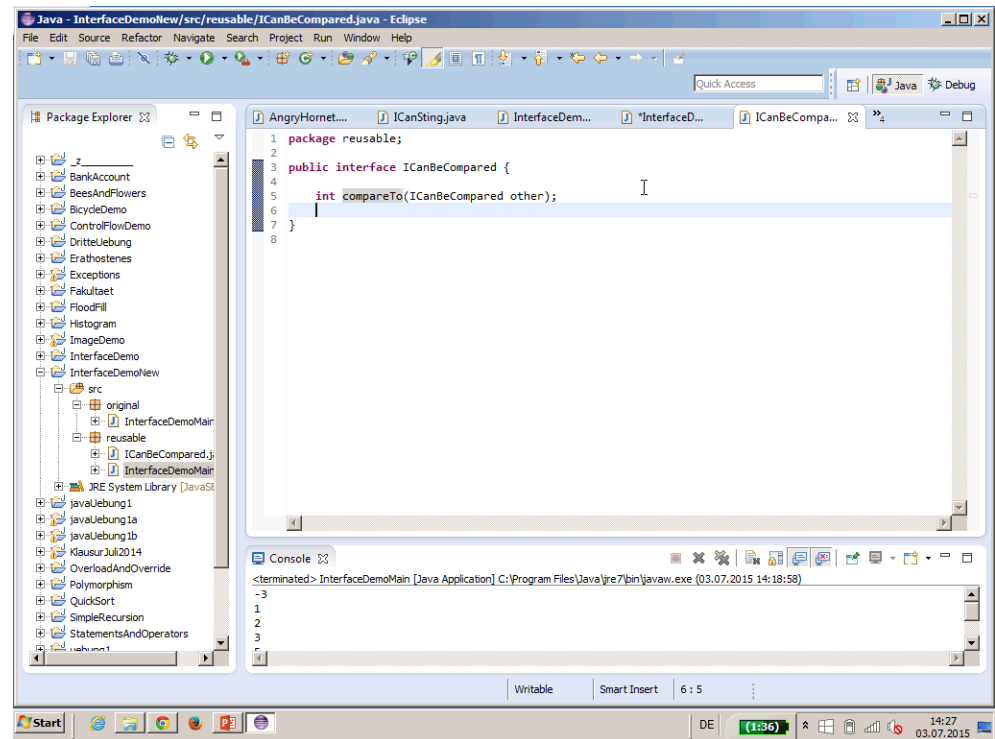 Java - InterfaceDemoNew/src/reusable/ICanBeCompared.java - Eclipse
File Edit Source Refactor Navigate Search Project Run Window Help
Quick Access
Java
Debug
Package Explorer
_z_________
BankAccount
BeesAndFlowers
BicycleDemo
ControlFlowDemo
DritteUebung
Erathostenes
Exceptions
Fakultaet
FloodFill
Histogram
ImageDemo
InterfaceDemo
InterfaceDemoNew
src
original
InterfaceDemoMain
reusable
ICanBeCompared.j
InterfaceDemoMain
JRE System Library [JavaSE
javaUebung1
javaUebung1a
javaUebung1b
KlausurJuli2014
OverloadAndOverride
Polymorphism
QuickSort
SimpleRecursion
StatementsAndOperators
uebung1
AngryHornet.... ICanSting.java InterfaceDem... *InterfaceD... ICanBeCompa... »4
1 package reusable;
2
3 public interface ICanBeCompared {
4
5 int compareTo(ICanBeCompared other);
6
7 }
8
Console
<terminated> InterfaceDemoMain [Java Application] C:\Program Files\Java\jre7\bin\javaw.exe (03.07.2015 14:18:58)
-3
1
2
3
Writable Smart Insert 6 : 5
Start
DE (1:36) 14:27
03.07.2015